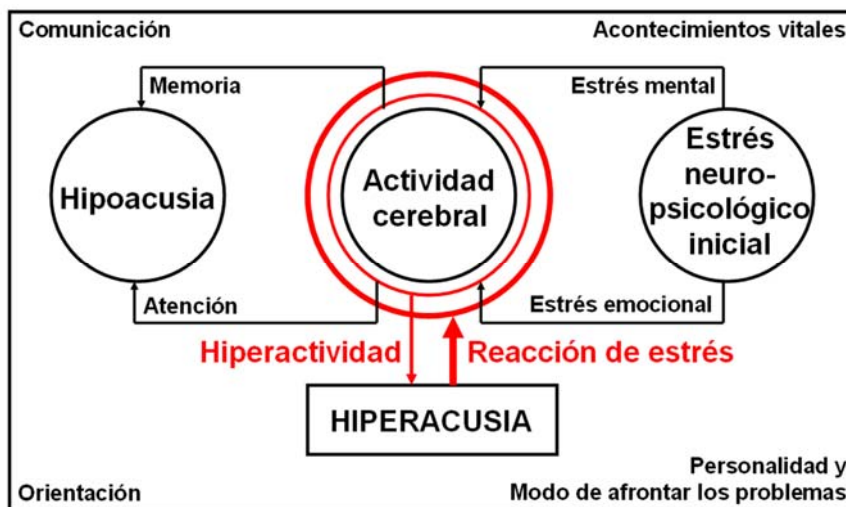 Comunicación
Acontecimientos vitales
Memoria
Estrés mental
Hipoacusia
Actividad
cerebral
Estrés
neuro-
psicológico
inicial
Atención
Estrés emocional
Hiperactividad
Reacción de estrés
HIPERACUSIA
Orientación
Personalidad y
Modo de afrontar los problemas